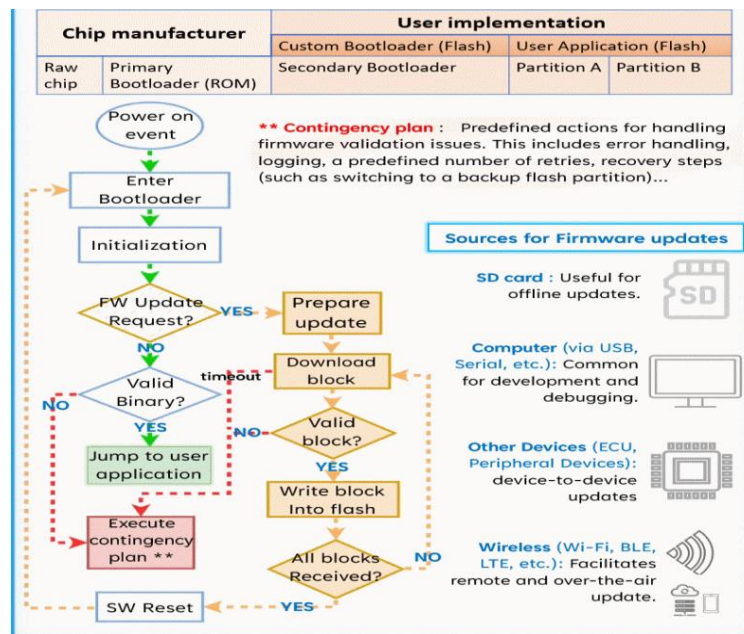 Chip manufacturer
User implementation
Custom Bootloader (Flash)
User Application (Flash)
Raw
chip
Primary
Bootloader (ROM)
Secondary Bootloader
Partition A
Partition B
Power on
event
** Contingency plan : Predefined actions for handling
firmware validation issues. This includes error handling,
logging, a predefined number of retries, recovery steps
(such as switching to a backup flash partition)...
Enter
Bootloader
Initialization
Sources for Firmware updates
FW Update
Request?
YES
Prepare
update
SD card : Useful for
offline updates.
SD
NO
timeout
Download
block
Computer (via USB,
Serial, etc.): Common
for development and
debugging.
Valid
Binary?
NO
YES
Valid
block?
NO
YES
Jump to user
application
Other Devices (ECU,
Peripheral Devices):
device-to-device
updates
Write block
Into flash
Execute
contingency
plan **
All blocks
Received?
NO
YES
Wireless (Wi-Fi, BLE,
LTE, etc.): Facilitates
remote and over-the-air
update.
SW Reset